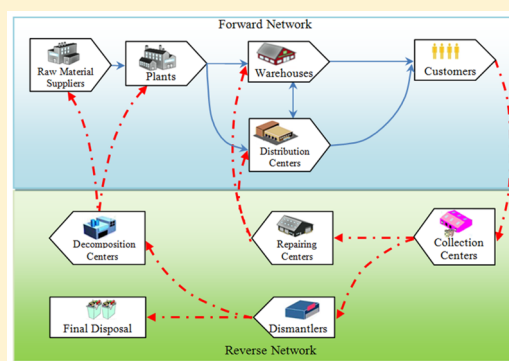 Forward Network
Raw Material
Suppliers
Plants
Warehouses
Customers
Distribution
Centers
Decomposition
Centers
Repairing
Centers
Collection
Centers
Final Disposal
Dismantlers
Reverse Network